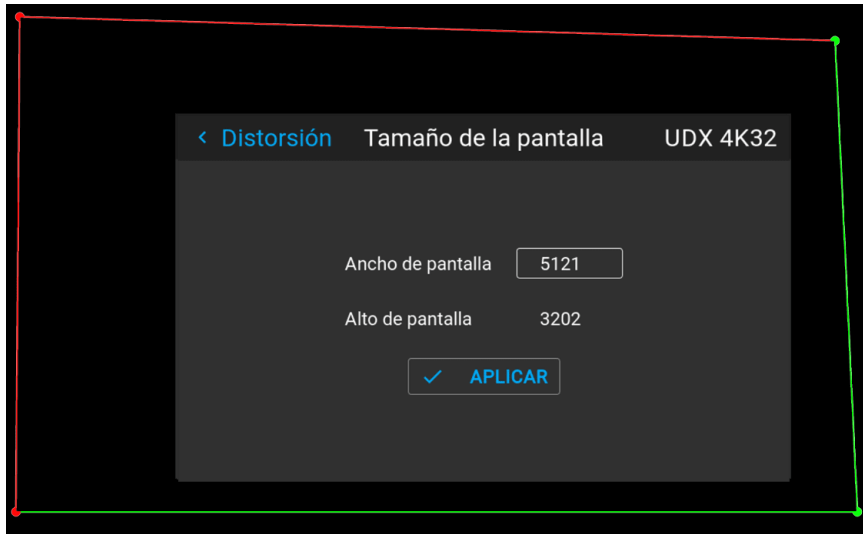 ‹ Distorsión Tamaño de la pantalla UDX 4K32
Ancho de pantalla 5121
Alto de pantalla 3202
APLICAR